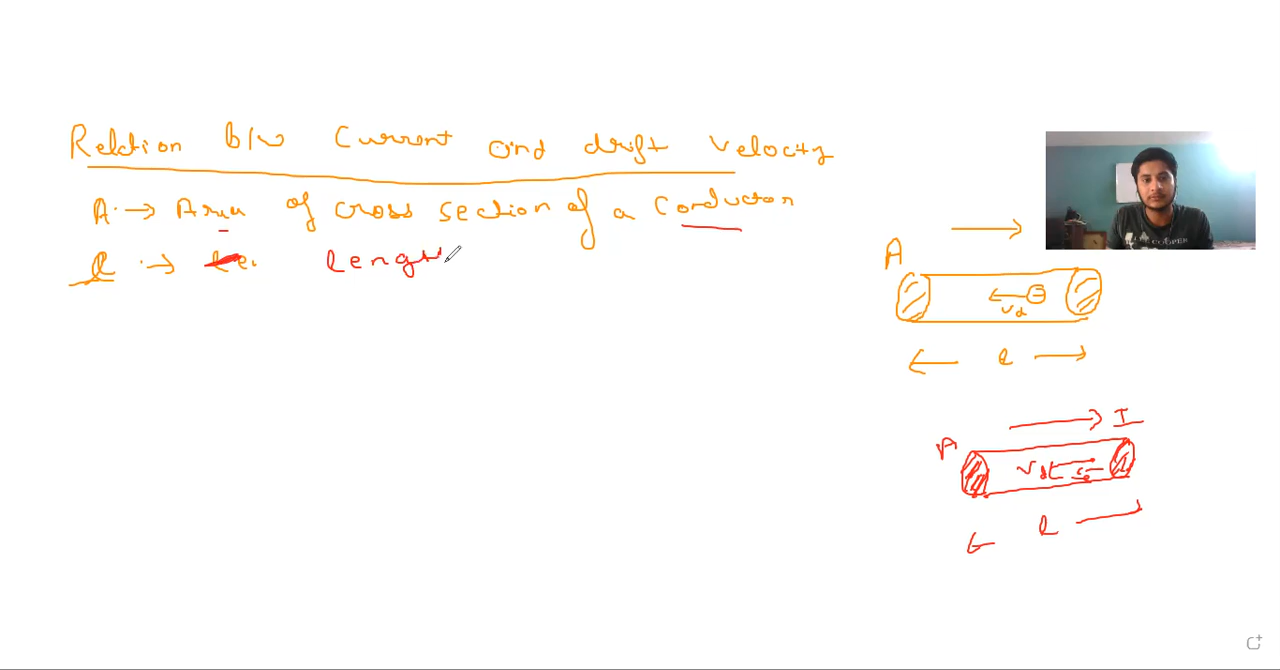 Relation b/w Current and drift velocity
A → Area of cross section of a Conductor
l → length
A
Vd
l
I
A
Vd
l